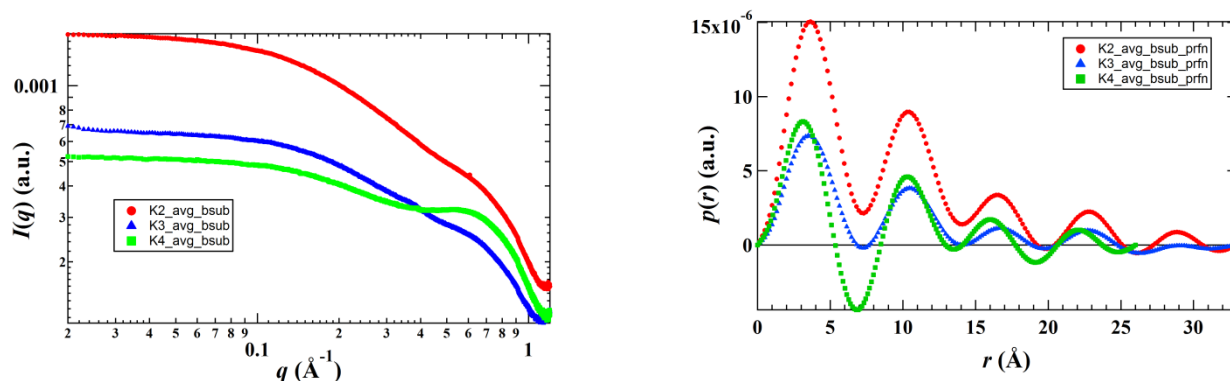 0.001
8
7
6
5
4
3
2
I(q) (a.u.)
K2_avg_bsub
K3_avg_bsub
K4_avg_bsub
2 3 4 5 6 7 8 9 0.1 2 3 4 5 6 7 8 9 1
q (Å⁻¹)
15x10⁻⁶
10
5
0
p(r) (a.u.)
K2_avg_bsub_prfn
K3_avg_bsub_prfn
K4_avg_bsub_prfn
0 5 10 15 20 25 30
r (Å)